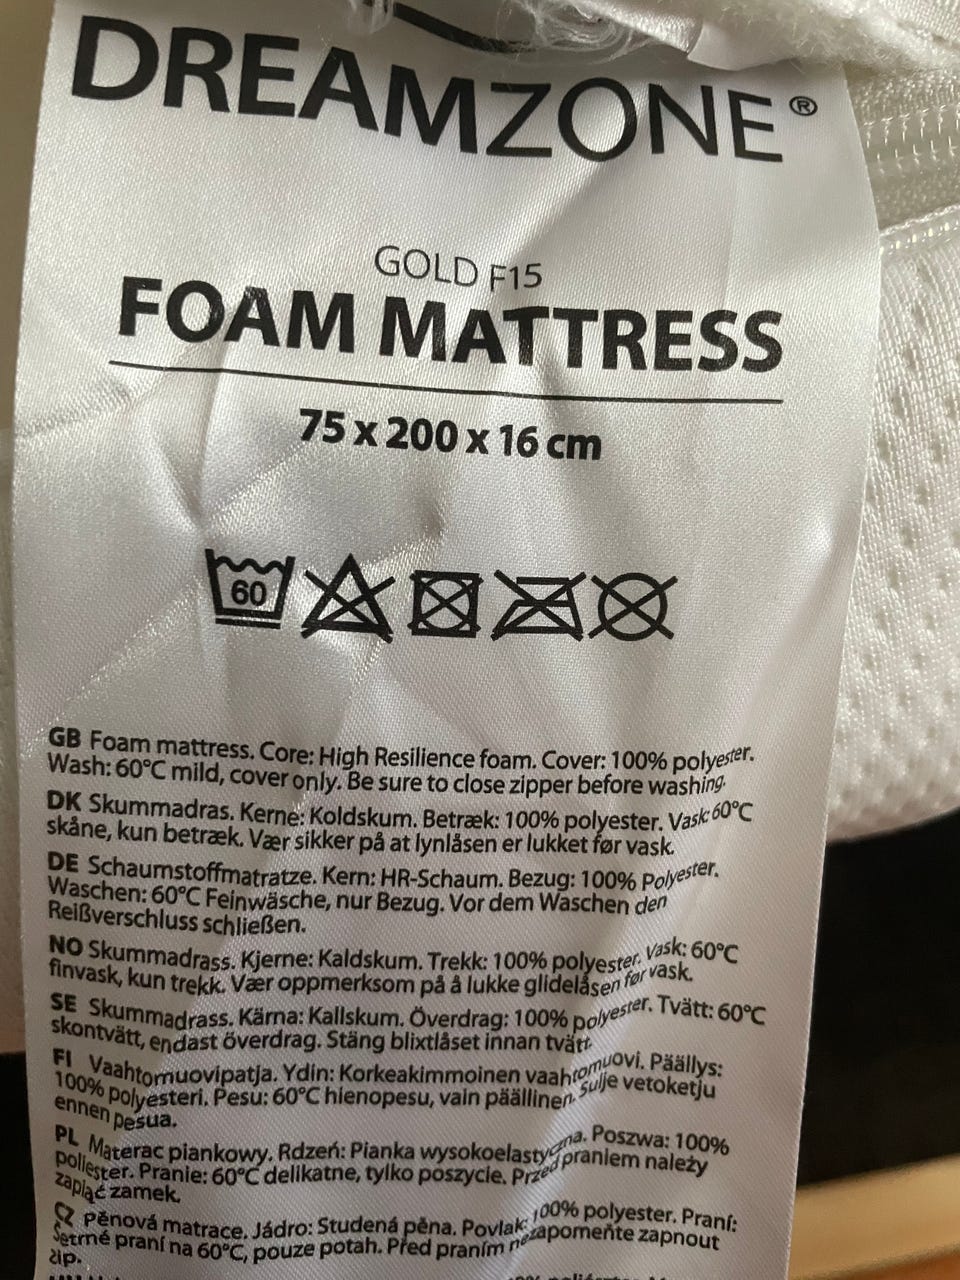 DREAMZONE®
GOLD F15
FOAM MATTRESS
75 x 200 x 16 cm
60
GB Foam mattress. Core: High Resilience foam. Cover: 100% polyester.
Wash: 60°C mild, cover only. Be sure to close zipper before washing.
DK Skummadras. Kerne: Koldskum. Betræk: 100% polyester. Vask: 60°C
skåne, kun betræk. Vær sikker på at lynlåsen er lukket før vask.
DE Schaumstoffmatratze. Kern: HR-Schaum. Bezug: 100% Polyester.
Waschen: 60°C Feinwäsche, nur Bezug. Vor dem Waschen den
Reißverschluss schließen.
NO Skummadrass. Kjerne: Kaldskum. Trekk: 100% polyester. Vask: 60°C
finvask, kun trekk. Vær oppmerksom på å lukke glidelåsen før vask.
SE Skummadrass. Kärna: Kallskum. Överdrag: 100% polyester. Tvätt: 60°C
skontvätt, endast överdrag. Stäng blixtlåset innan tvätt.
FI Vaahtomuovipatja. Ydin: Korkeakimmoinen vaahtomuovi. Päällys:
100% polyesteri. Pesu: 60°C hienopesu, vain päällinen. Sulje vetoketju
ennen pesua.
PL Materac piankowy. Rdzeń: Pianka wysokoelastyczna. Poszwa: 100%
poliester. Pranie: 60°C delikatne, tylko poszycie. Przed praniem należy
zapiąć zamek.
CZ Pěnová matrace. Jádro: Studená pěna. Povlak: 100% polyester. Praní:
Šetrné praní na 60°C, pouze potah. Před praním nezapomeňte zapnout
zip.